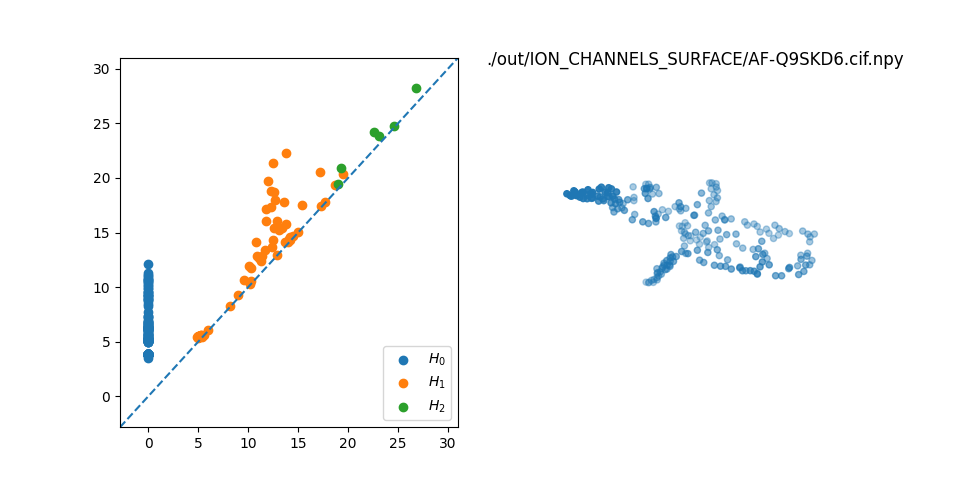 ./out/ION_CHANNELS_SURFACE/AF-Q9SKD6.cif.npy
30
25
20
15
10
5
0
0 5 10 15 20 25 30
H₀
H₁
H₂